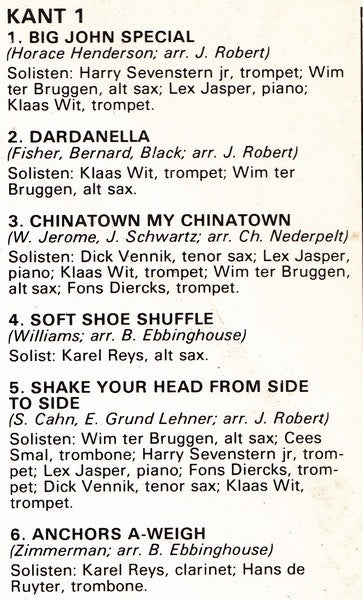 KANT 1
1. BIG JOHN SPECIAL
(Horace Henderson; arr. J. Robert)
Solisten: Harry Sevenstern jr, trompet; Wim
ter Bruggen, alt sax; Lex Jasper, piano;
Klaas Wit, trompet.
2. DARDANELLA
(Fisher, Bernard, Black; arr. J. Robert)
Solisten: Klaas Wit, trompet; Wim ter
Bruggen, alt sax.
3. CHINATOWN MY CHINATOWN
(W. Jerome, J. Schwartz; arr. Ch. Nederpelt)
Solisten: Dick Vennik, tenor sax; Lex Jasper,
piano; Klaas Wit, trompet; Wim ter Bruggen,
alt sax; Fons Diercks, trompet.
4. SOFT SHOE SHUFFLE
(Williams; arr. B. Ebbinghouse)
Solist: Karel Reys, alt sax.
5. SHAKE YOUR HEAD FROM SIDE
TO SIDE
(S. Cahn, E. Grund Lehner; arr. J. Robert)
Solisten: Wim ter Bruggen, alt sax; Cees
Smal, trombone; Harry Sevenstern jr, trom-
pet; Lex Jasper, piano; Fons Diercks, trom-
pet; Dick Vennik, tenor sax; Klaas Wit,
trompet.
6. ANCHORS A-WEIGH
(Zimmerman; arr. B. Ebbinghouse)
Solisten: Karel Reys, clarinet; Hans de
Ruyter, trombone.